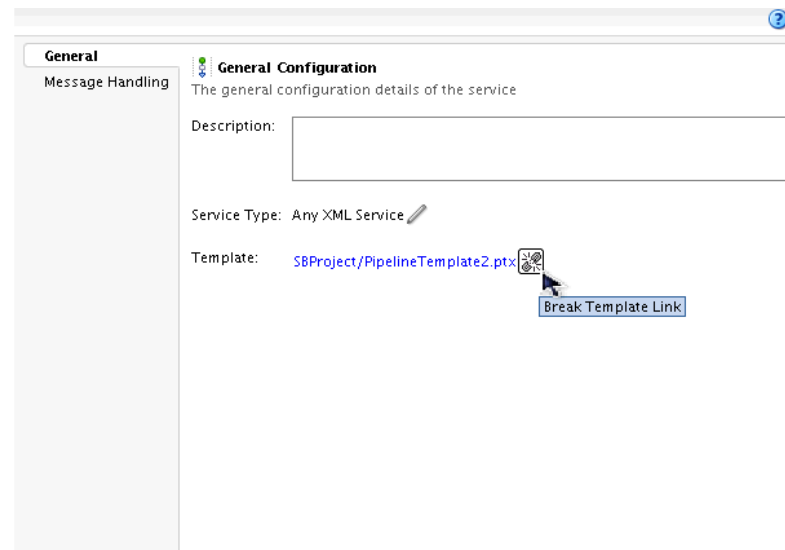 ?
General
Message Handling
General Configuration
The general configuration details of the service
Description:
Service Type: Any XML Service
Template: SBProject/PipelineTemplate2.ptx
Break Template Link